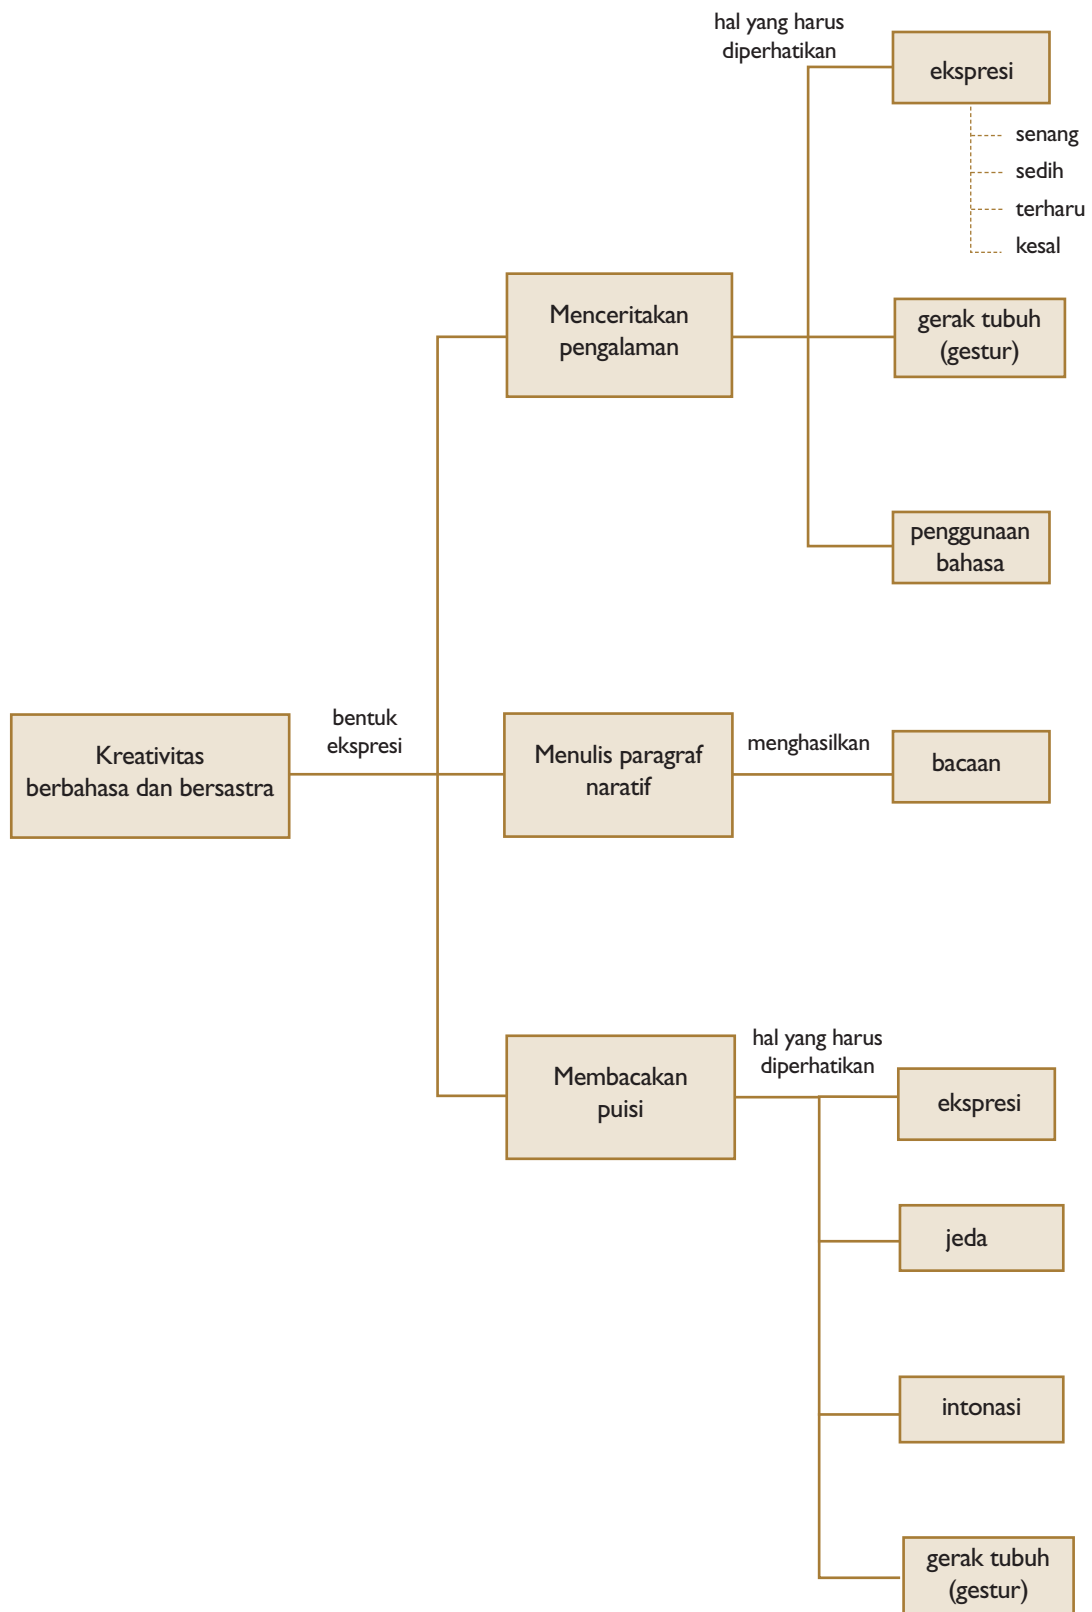 hal yang harus
diperhatikan
ekspresi
senang
sedih
terharu
kesal
Menceritakan
pengalaman
gerak tubuh
(gestur)
penggunaan
bahasa
Kreativitas
berbahasa dan bersastra
bentuk
ekspresi
Menulis paragraf
naratif
menghasilkan
bacaan
Membacakan
puisi
hal yang harus
diperhatikan
ekspresi
jeda
intonasi
gerak tubuh
(gestur)